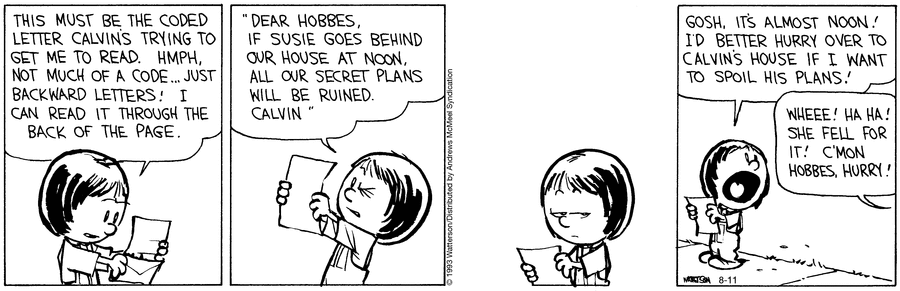 THIS MUST BE THE CODED
LETTER CALVIN'S TRYING TO
GET ME TO READ. HMPH,
NOT MUCH OF A CODE... JUST
BACKWARD LETTERS! I
CAN READ IT THROUGH THE
BACK OF THE PAGE.
"DEAR HOBBES,
IF SUSIE GOES BEHIND
OUR HOUSE AT NOON,
ALL OUR SECRET PLANS
WILL BE RUINED.
CALVIN"
© 1993 Watterson/Distributed by Andrews McMeel Syndication
GOSH, IT'S ALMOST NOON!
I'D BETTER HURRY OVER TO
CALVIN'S HOUSE IF I WANT
TO SPOIL HIS PLANS!
WHEEE! HA HA!
SHE FELL FOR
IT! C'MON
HOBBES, HURRY!
WATTERSON 8-11